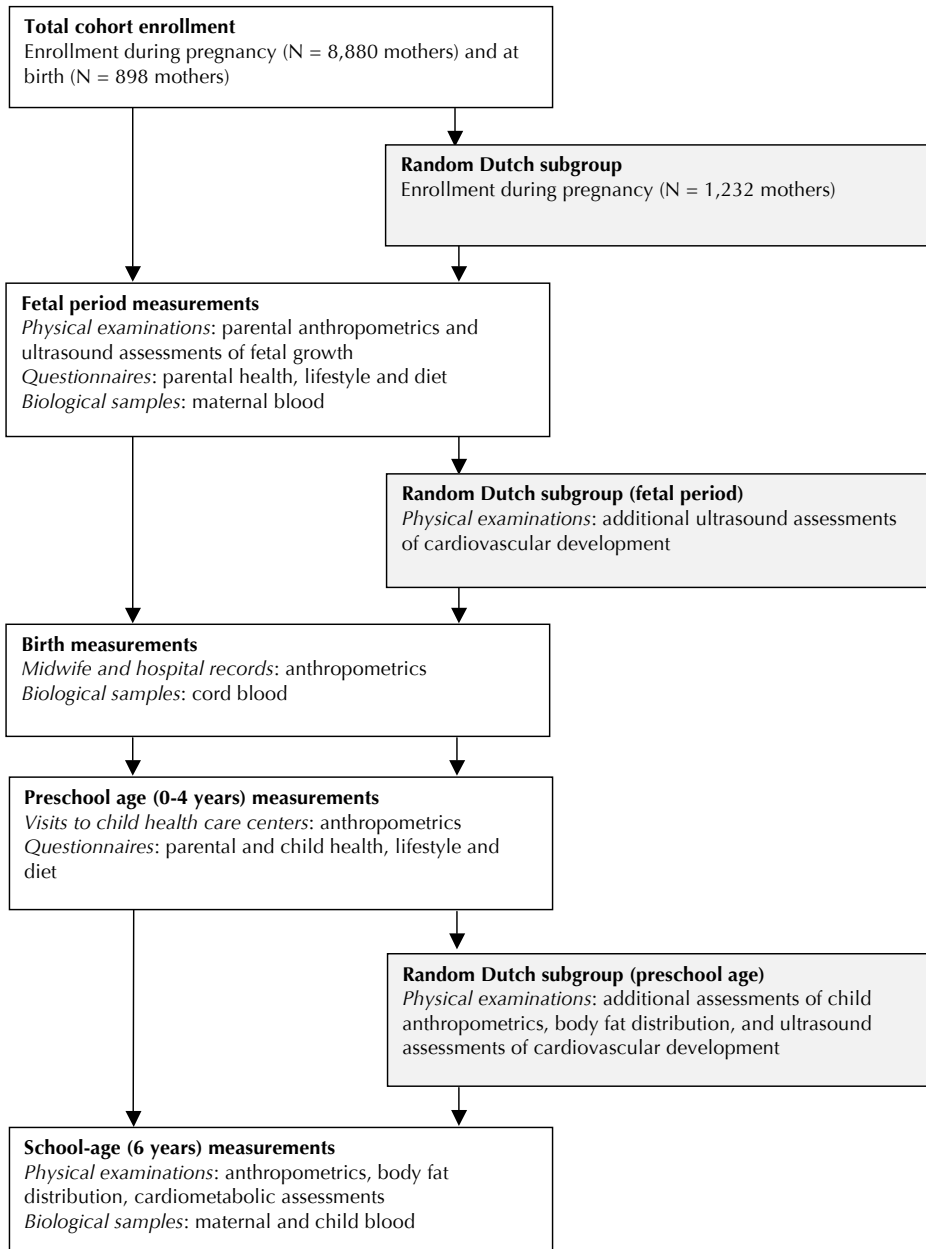 Total cohort enrollment
Enrollment during pregnancy (N = 8,880 mothers) and at
birth (N = 898 mothers)
Random Dutch subgroup
Enrollment during pregnancy (N = 1,232 mothers)
Fetal period measurements
Physical examinations: parental anthropometrics and
ultrasound assessments of fetal growth
Questionnaires: parental health, lifestyle and diet
Biological samples: maternal blood
Random Dutch subgroup (fetal period)
Physical examinations: additional ultrasound assessments
of cardiovascular development
Birth measurements
Midwife and hospital records: anthropometrics
Biological samples: cord blood
Preschool age (0-4 years) measurements
Visits to child health care centers: anthropometrics
Questionnaires: parental and child health, lifestyle and
diet
Random Dutch subgroup (preschool age)
Physical examinations: additional assessments of child
anthropometrics, body fat distribution, and ultrasound
assessments of cardiovascular development
School-age (6 years) measurements
Physical examinations: anthropometrics, body fat
distribution, cardiometabolic assessments
Biological samples: maternal and child blood